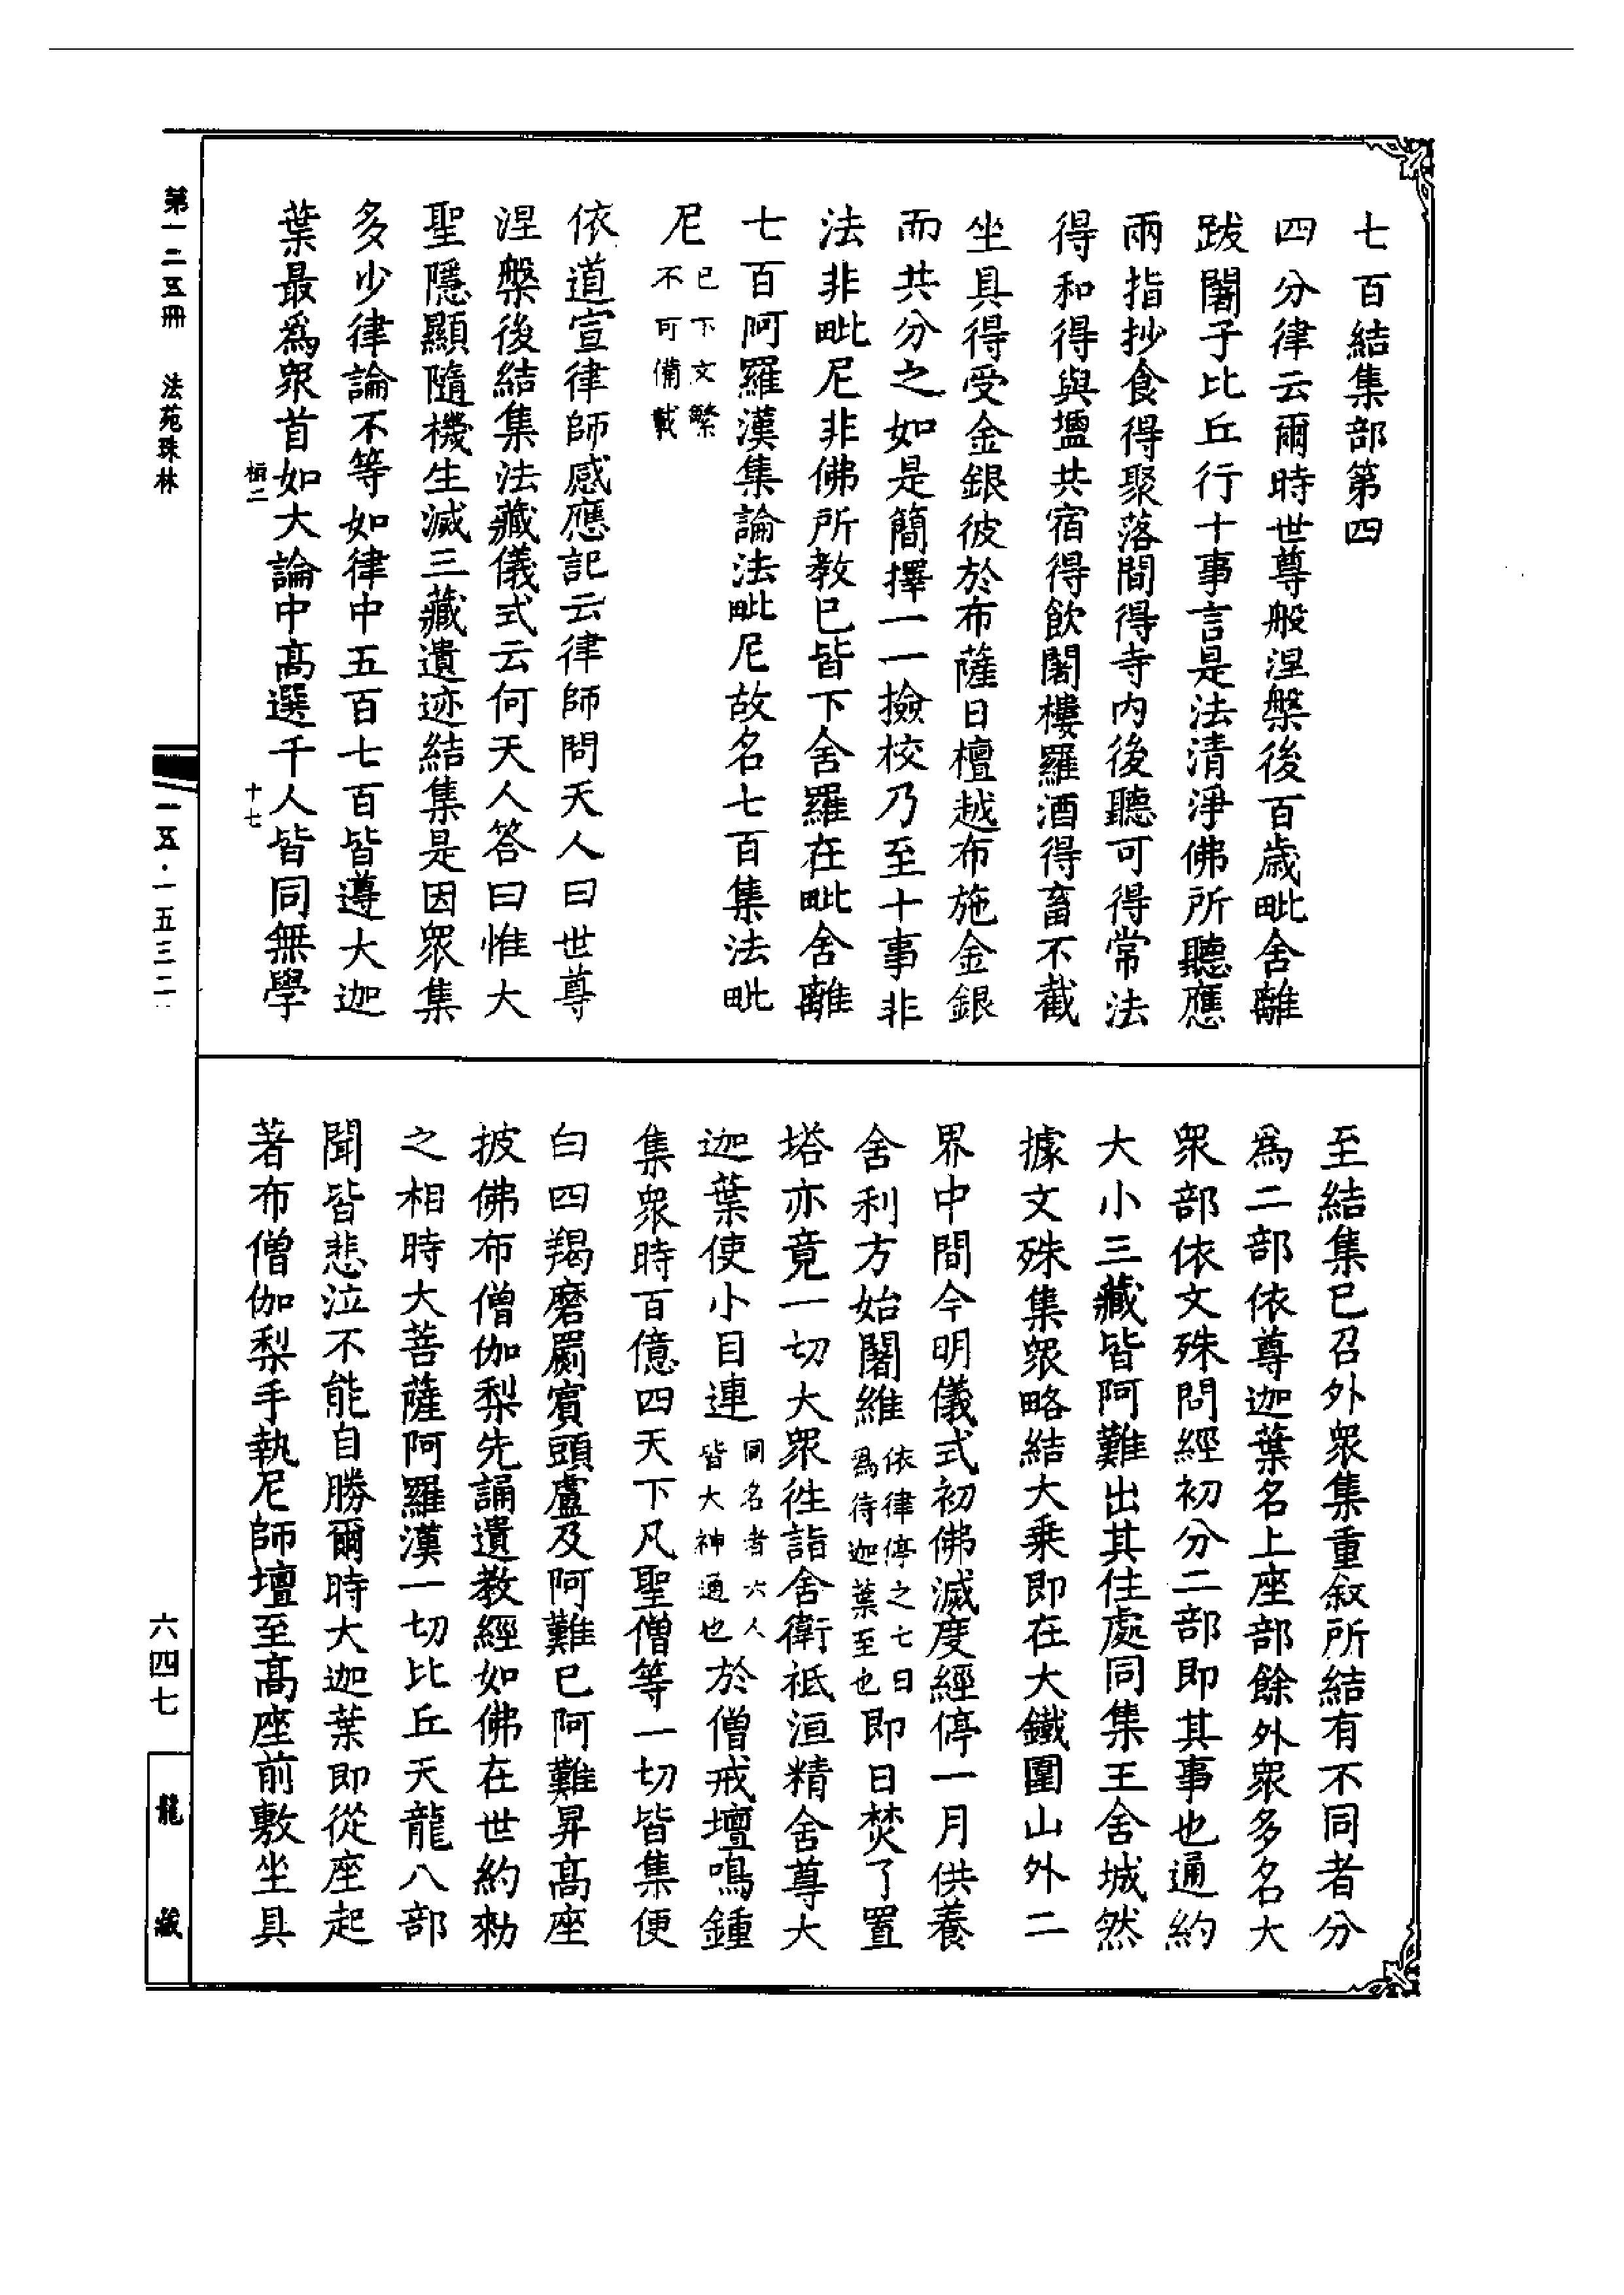 七百結集部第四
四分律云爾時世尊般涅槃後百歲毗舍離
跋闍子比丘行十事言是法清淨佛所聽應
兩指抄食得聚落間得寺內後聽可得常法
得和得與鹽共宿得飲闍樓羅酒得畜不截
坐具得受金銀彼於布薩日檀越布施金銀
而共分之如是簡擇一一撿校乃至十事非
法非毗尼非佛所教已皆下舍羅在毗舍離
七百阿羅漢集論法毗尼故名七百集法毗
尼已下文繁不可備載
依道宣律師感應記云律師問天人曰世尊
涅槃後結集法藏儀式云何天人答曰惟大
聖隱顯隨機生滅三藏遺迹結集是因眾集
多少律論不等如律中五百七百皆遵大迦
葉最為眾首如大論中高選千人皆同無學
至結集已召外眾集重叙所結有不同者分
為二部依尊迦葉名上座部餘外眾多名大
眾部依文殊問經初分二部即其事也通約
大小三藏皆阿難出其住處同集王舍城然
據文殊集眾略結大乘即在大鐵圍山外二
界中間今明儀式初佛滅度經停一月供養
舍利方始闍維依律停之七日為待迦葉至也即日焚了置
塔亦竟一切大眾徃詣舍衛祇洹精舍尊大
迦葉使小目連同名者六人皆大神通也於僧戒壇鳴鍾
集眾時百億四天下凡聖僧等一切皆集便
白四羯磨罽賓頭盧及阿難已阿難昇高座
披佛布僧伽梨先誦遺教經如佛在世約勑
之相時大菩薩阿羅漢一切比丘天龍八部
聞皆悲泣不能自勝爾時大迦葉即從座起
著布僧伽梨手執尼師壇至高座前敷坐具
第一二五冊 法苑珠林
桓二
十七
一五·一五三二
六四七
龍藏